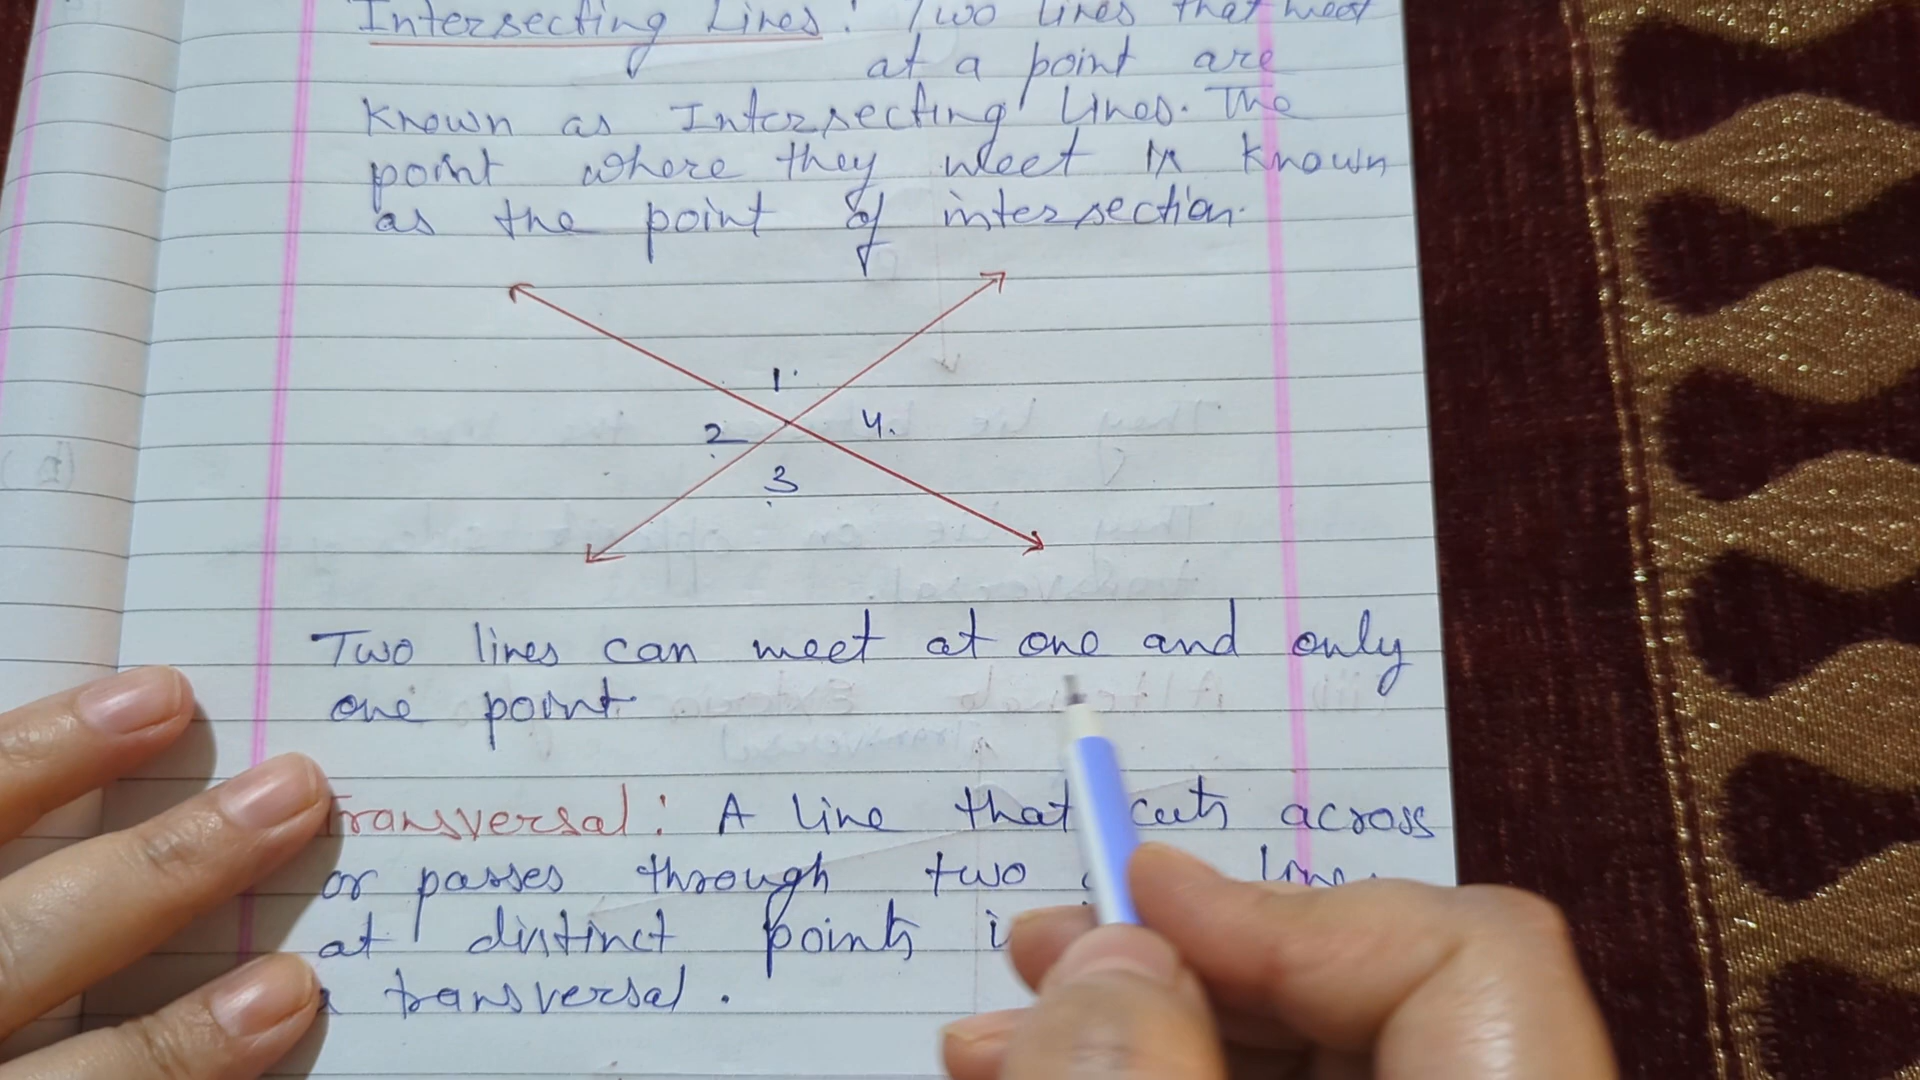 Intersecting Lines: Two lines that meet
at a point are
known as Intersecting Lines. The
point where they meet is known
as the point of intersection.
1
2
4.
3
Two lines can meet at one and only
one point.
Transversal: A line that cuts across
or passes through two
at distinct points
a transversal.